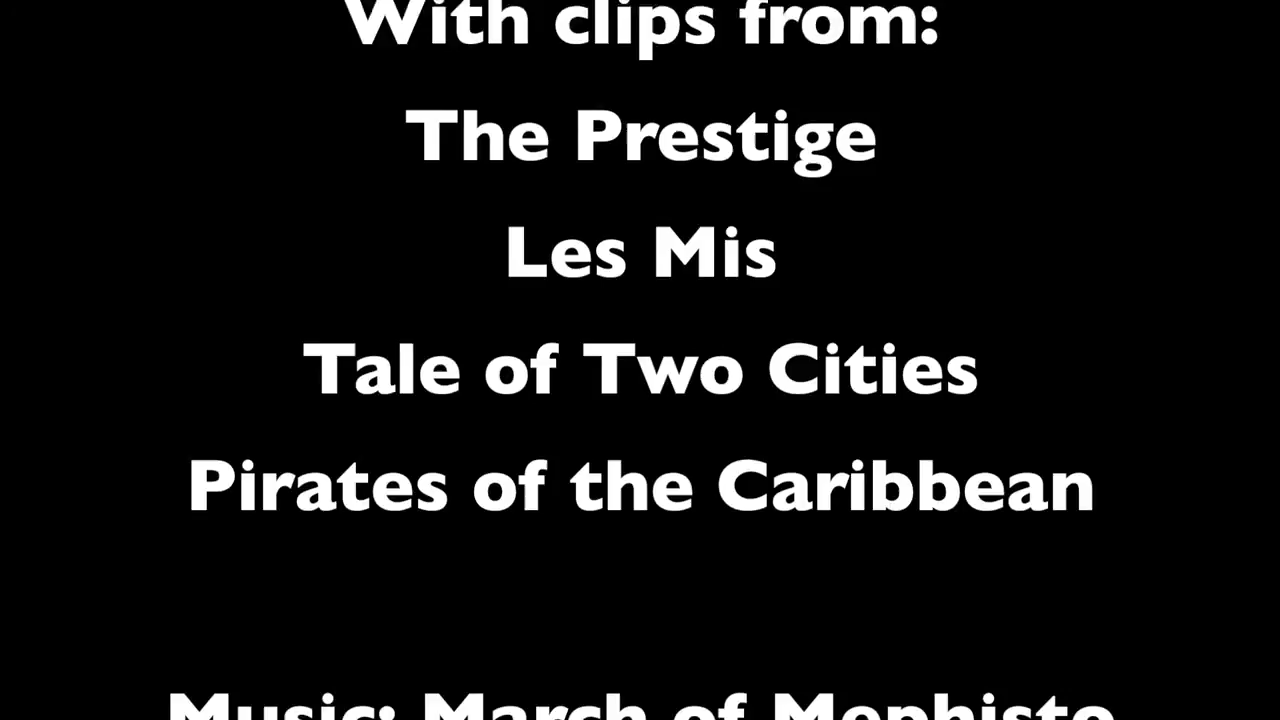 With clips from:
The Prestige
Les Mis
Tale of Two Cities
Pirates of the Caribbean
Music: March of Mephisto